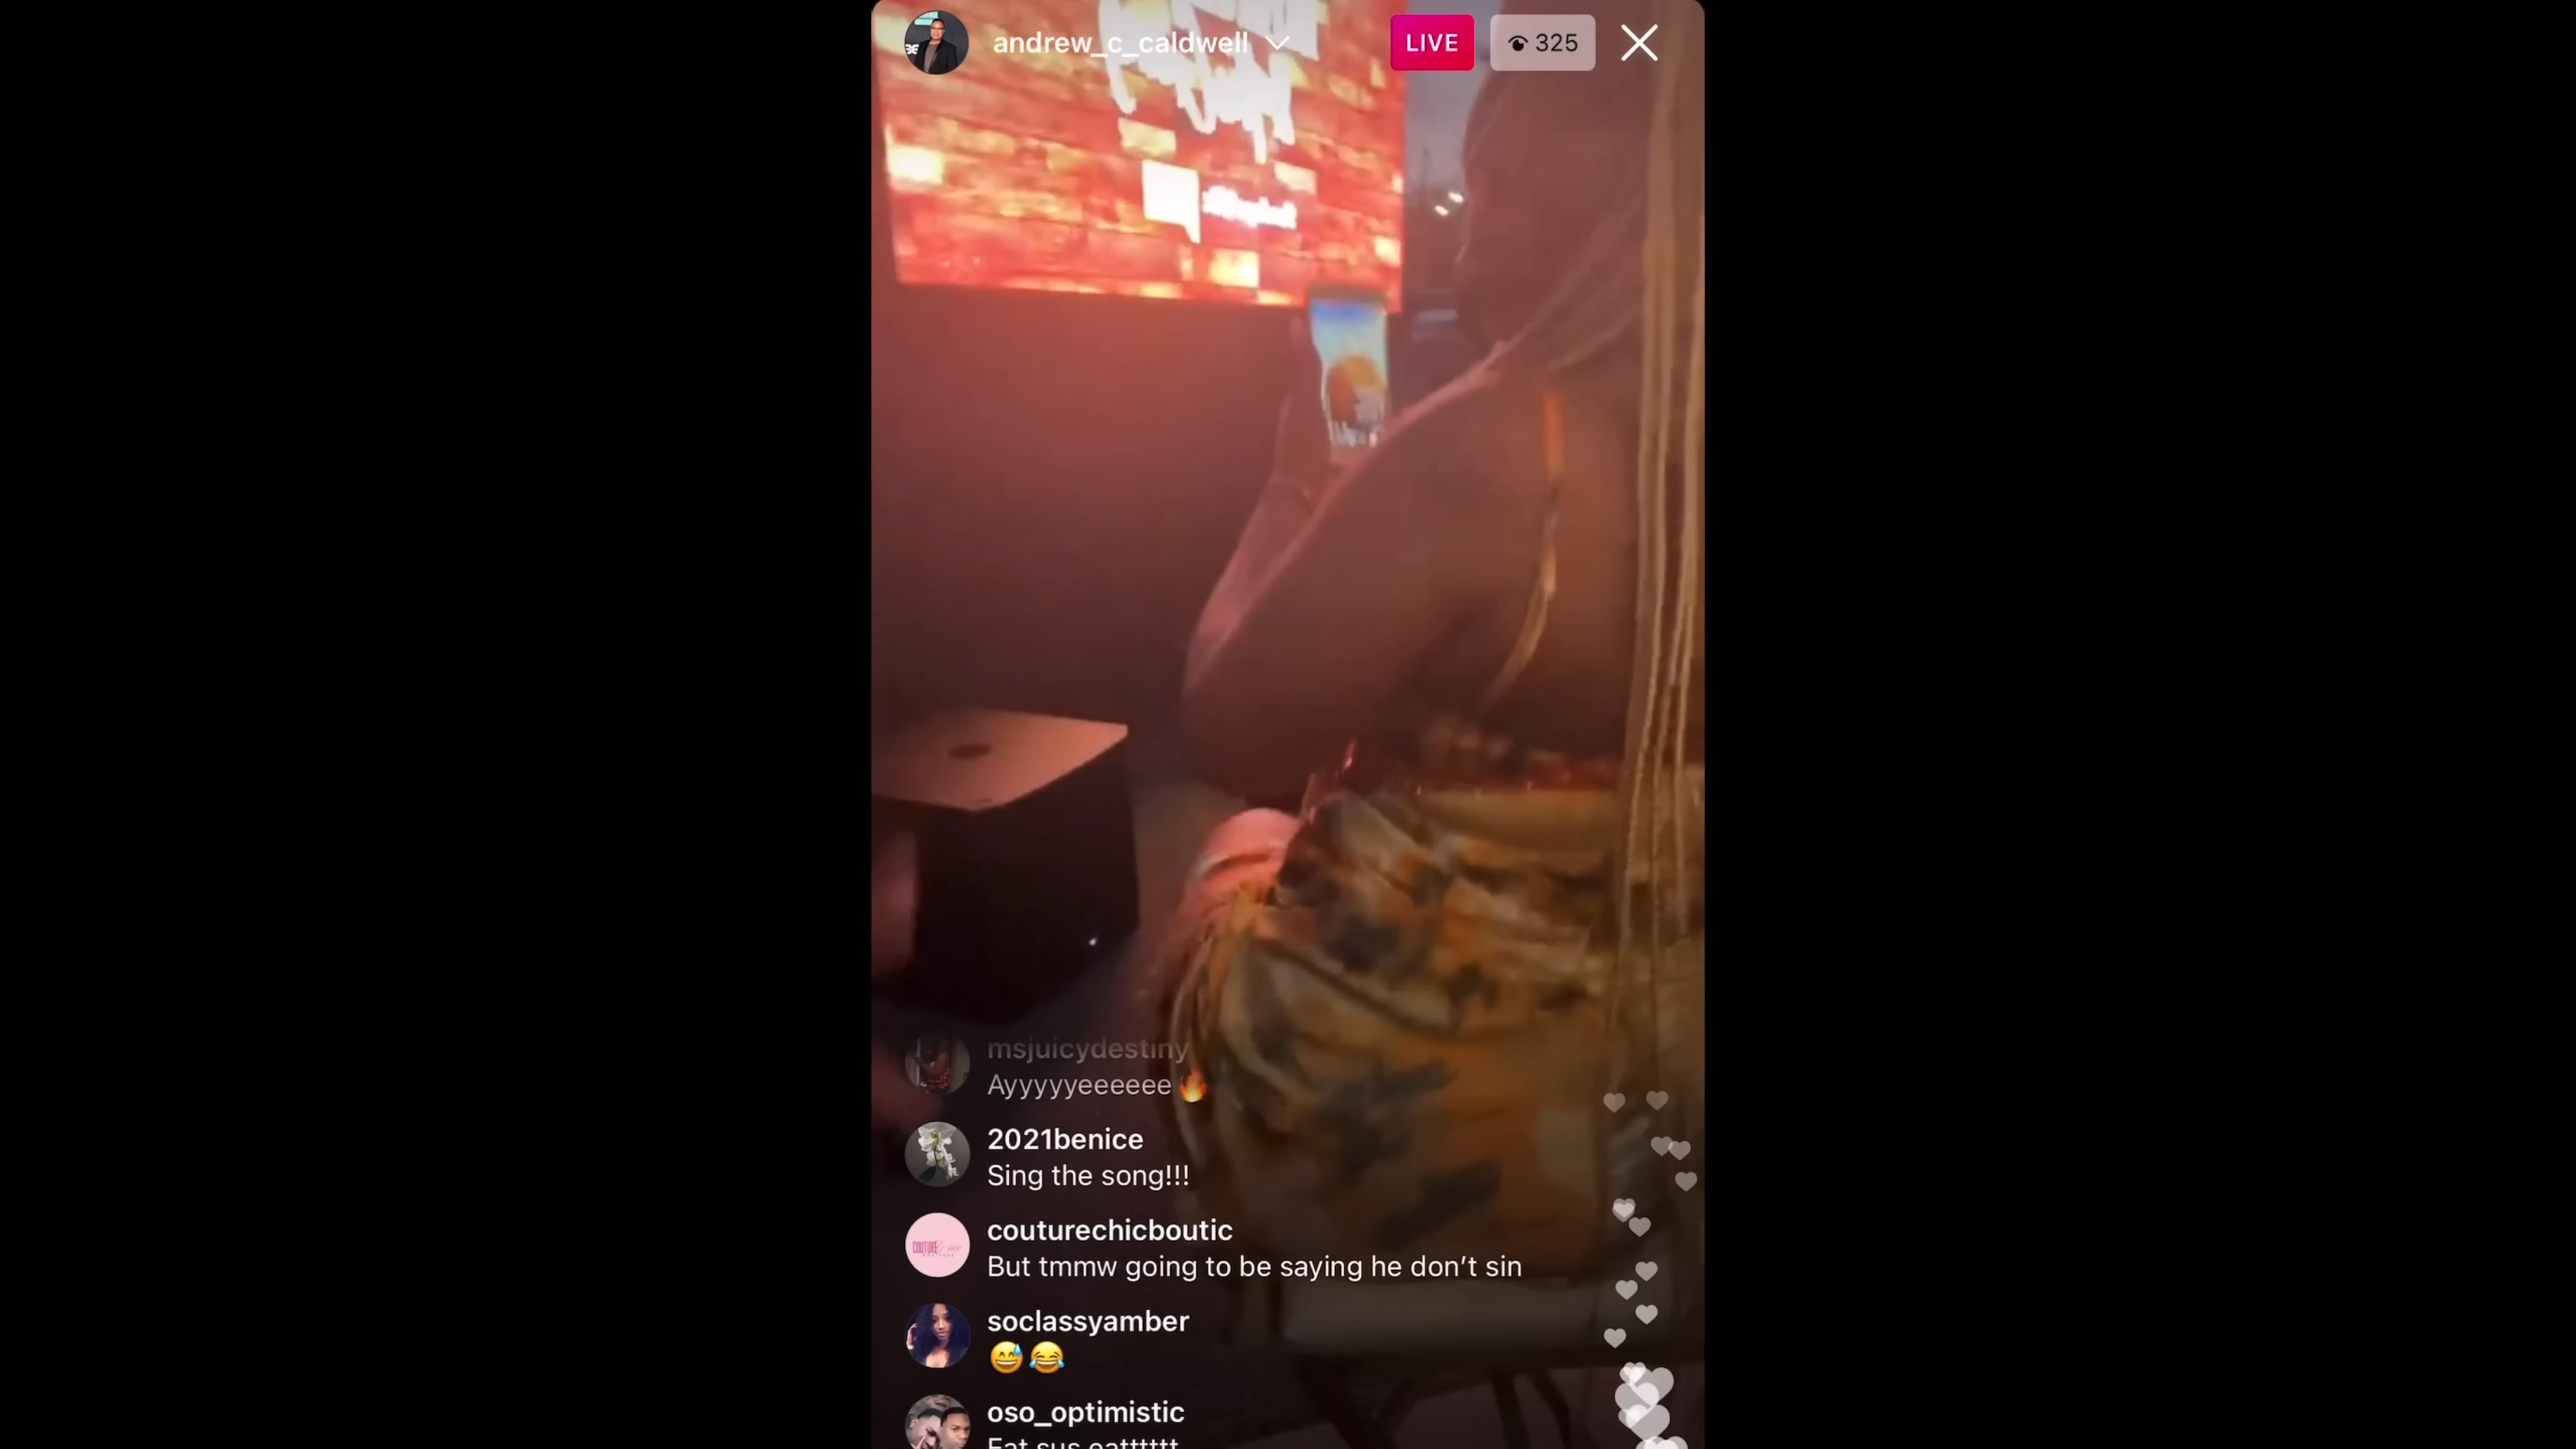 andrew_c_caldwell
LIVE
325
msjuicydestiny
Ayyyyyeeeeee🔥
2021benice
Sing the song!!!
couturechicboutic
But tmmw going to be saying he don’t sin
soclassyamber
😅😂
oso_optimistic